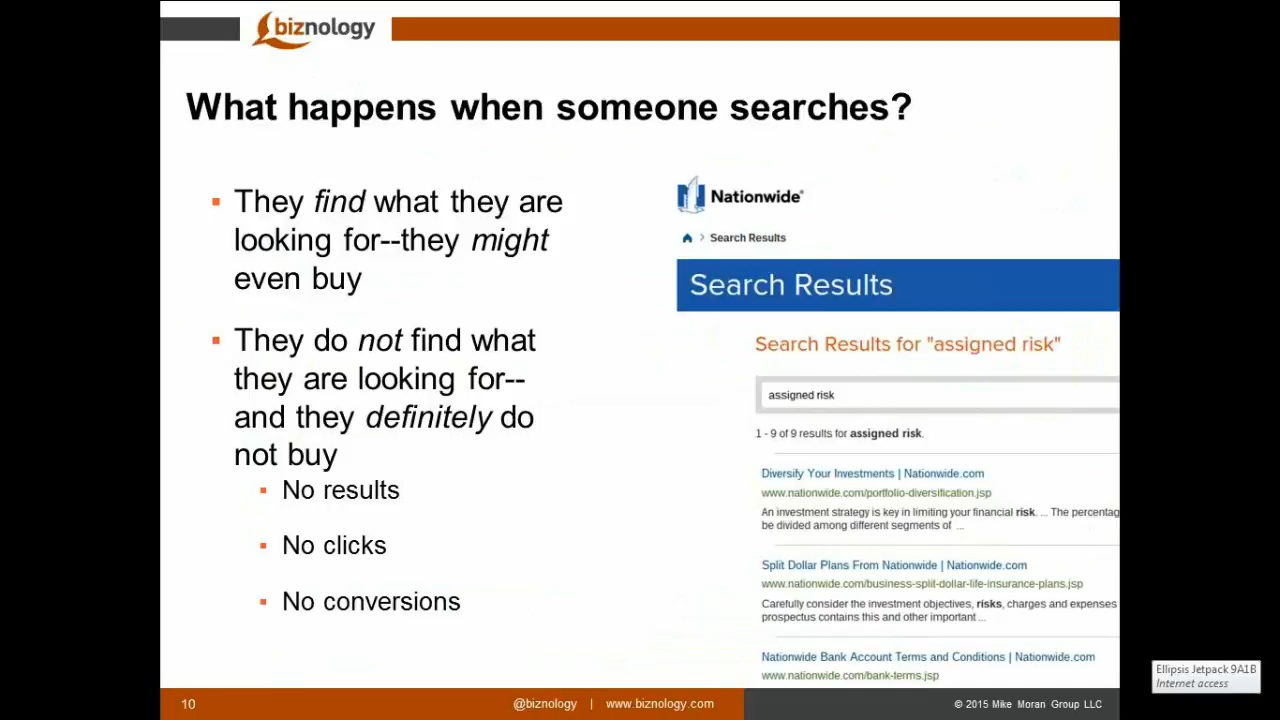 biznology
What happens when someone searches?
▪ They find what they are
looking for--they might
even buy
▪ They do not find what
they are looking for--
and they definitely do
not buy
▪ No results
▪ No clicks
▪ No conversions
Nationwide®
> Search Results
Search Results
Search Results for "assigned risk"
assigned risk
1 - 9 of 9 results for assigned risk.
Diversify Your Investments | Nationwide.com
www.nationwide.com/portfolio-diversification.jsp
An investment strategy is key in limiting your financial risk. ... The percentag
be divided among different segments of ...
Split Dollar Plans From Nationwide | Nationwide.com
www.nationwide.com/business-split-dollar-life-insurance-plans.jsp
Carefully consider the investment objectives, risks, charges and expenses
prospectus contains this and other important ...
Nationwide Bank Account Terms and Conditions | Nationwide.com
www.nationwide.com/bank-terms.jsp
Ellipsis Jetpack 9A1B
Internet access
10 @biznology | www.biznology.com © 2015 Mike Moran Group LLC